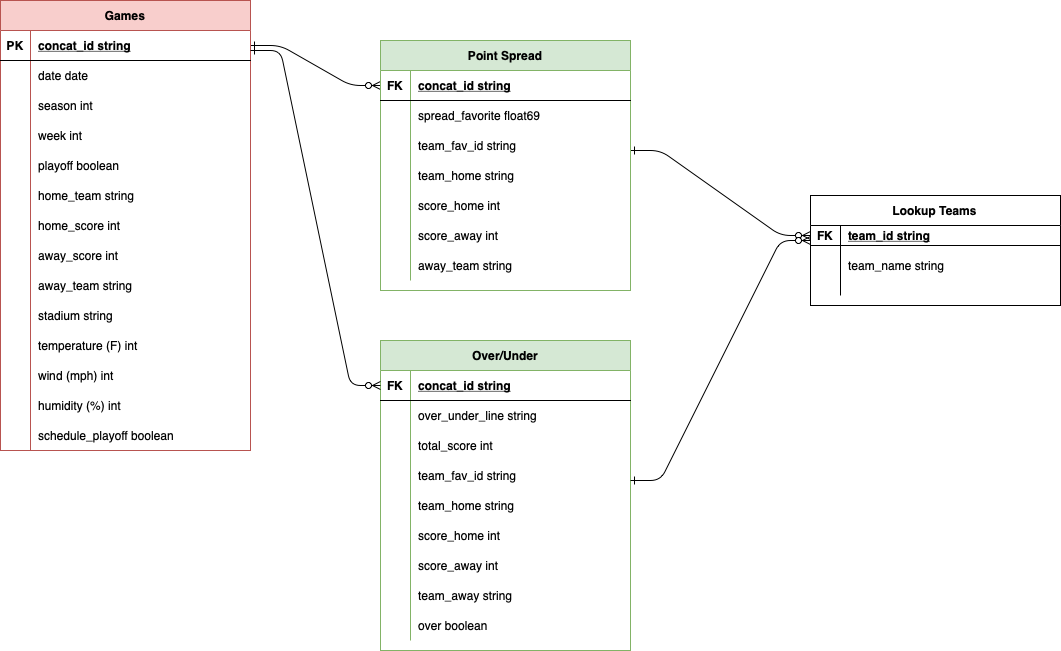 Games
PK concat_id string
date date
season int
week int
playoff boolean
home_team string
home_score int
away_score int
away_team string
stadium string
temperature (F) int
wind (mph) int
humidity (%) int
schedule_playoff boolean
Point Spread
FK concat_id string
spread_favorite float69
team_fav_id string
team_home string
score_home int
score_away int
away_team string
Over/Under
FK concat_id string
over_under_line string
total_score int
team_fav_id string
team_home string
score_home int
score_away int
team_away string
over boolean
Lookup Teams
FK team_id string
team_name string